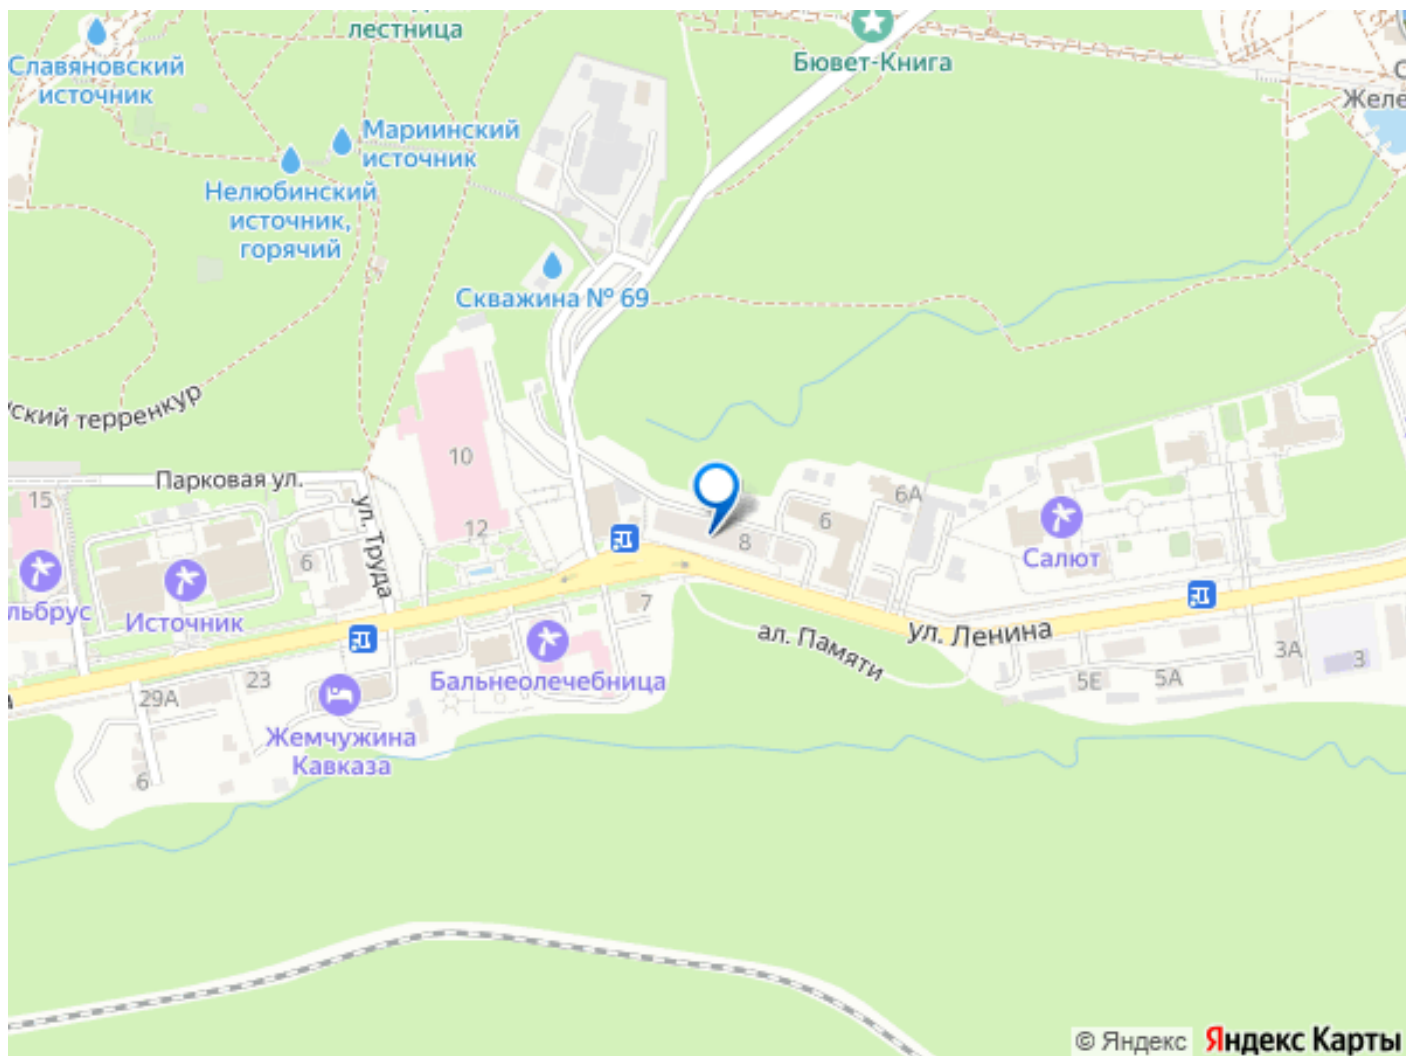 лестница
Славяновский
источник
Бювет-Книга
Желе
Мариинский
источник
Нелюбинский
источник,
горячий
Скважина № 69
ский терренкур
Парковая ул.
ул. Труда
15
10
12
6
8
6
6А
Салют
льбрус
Источник
7
Бальнеолечебница
ал. Памяти
ул. Ленина
3А
3
5Е
5А
23
29А
Жемчужина
Кавказа
6
© Яндекс
Яндекс Карты